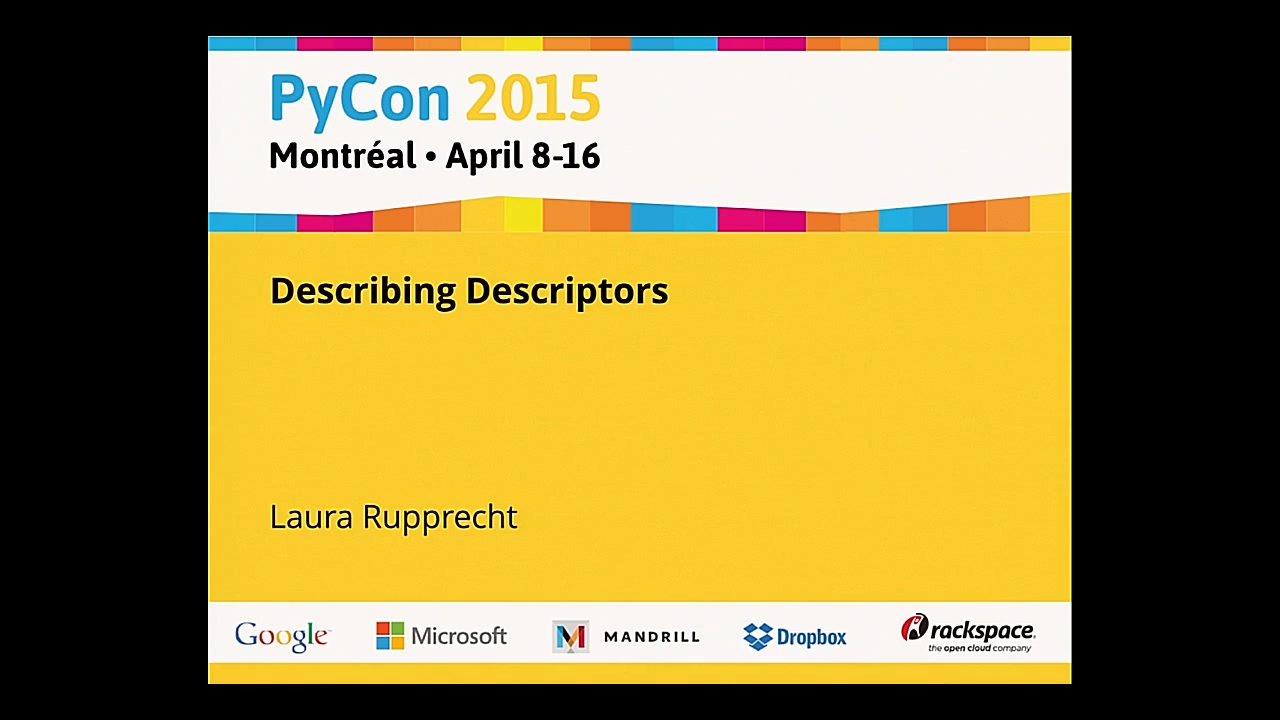 PyCon 2015
Montréal • April 8-16
Describing Descriptors
Laura Rupprecht
Google Microsoft M MANDRILL Dropbox rackspace.
the open cloud company